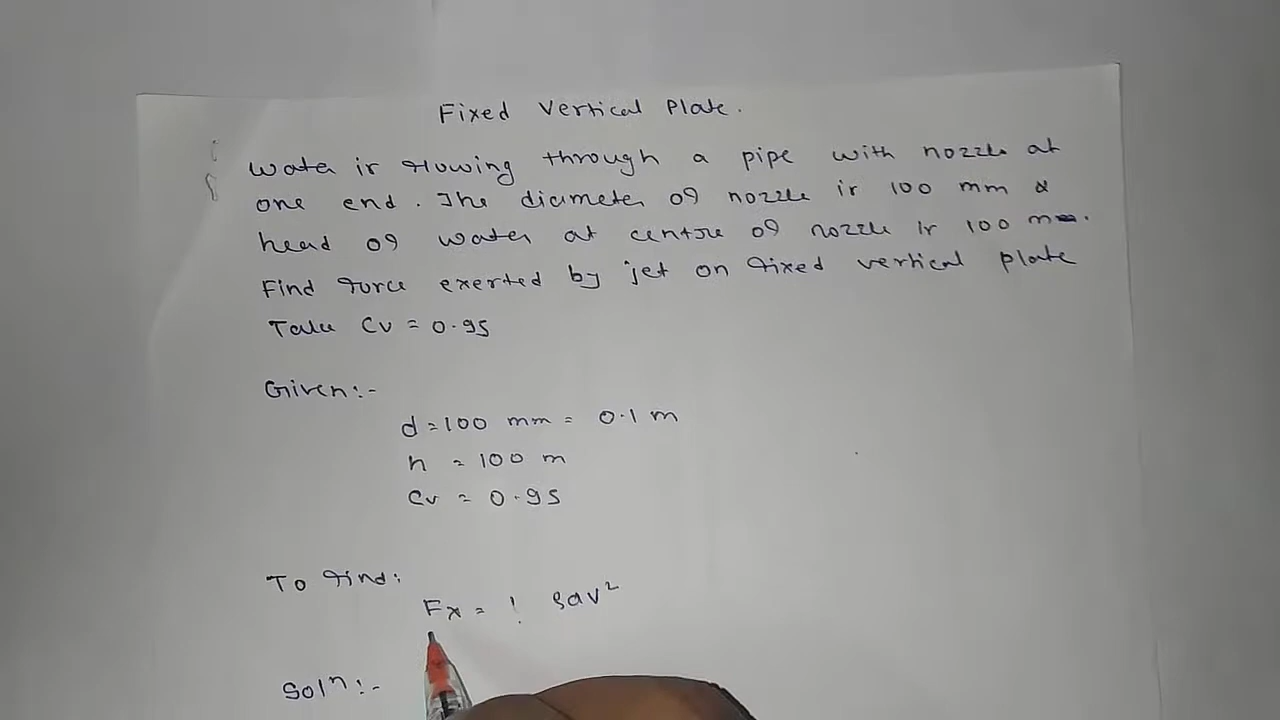 Fixed Vertical Plate.
Water is flowing through a pipe with nozzle at
one end. The diameter of nozzle is 100 mm &
head of water at centre of nozzle is 100 m.
Find force exerted by jet on fixed vertical plate
Take Cv = 0.95
Given:-
d = 100 mm = 0.1 m
h = 100 m
Cv = 0.95
To find:
Fx = ? ρav²
Solⁿ:-